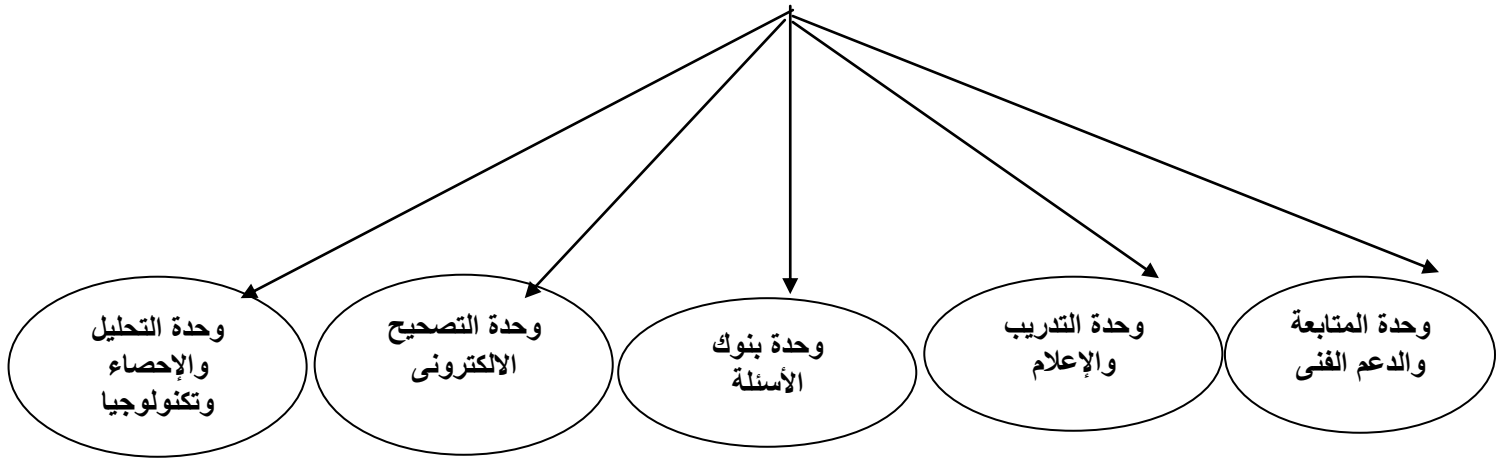 وحدة المتابعة
والدعم الفنى
وحدة التدريب
والإعلام
وحدة بنوك
الأسئلة
وحدة التصحيح
الالكترونى
وحدة التحليل
والإحصاء
وتكنولوجيا